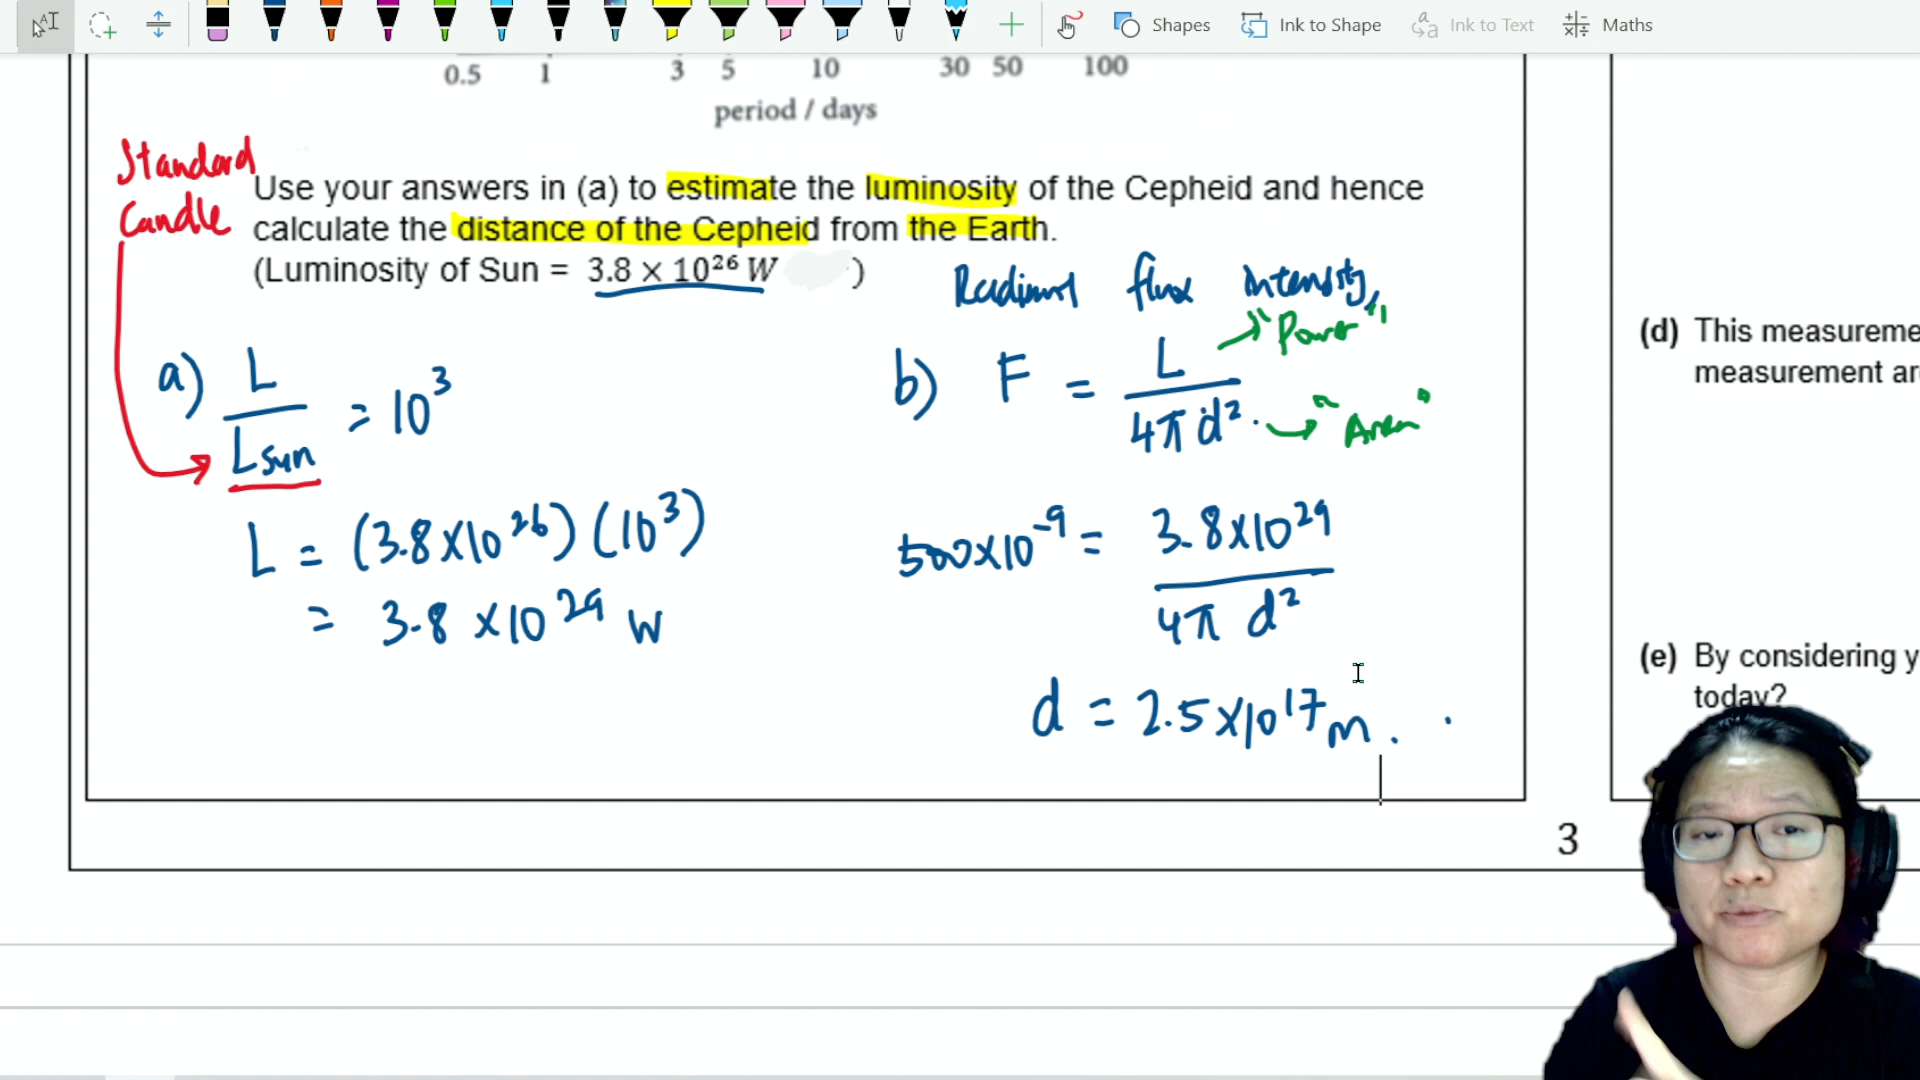 Shapes Ink to Shape Ink to Text Maths
0.5 1 3 5 10 30 50 100
period / days
Standard
Candle
Use your answers in (a) to estimate the luminosity of the Cepheid and hence
calculate the distance of the Cepheid from the Earth.
(Luminosity of Sun = 3.8 × 10²⁶ W )
Radiant flux intensity,
a) L / Lsun = 10³
L = (3.8×10²⁶)(10³)
= 3.8 ×10²⁹ W
b) F = L / 4π d².
"Power"
"Area"
500×10⁻⁹ = 3.8×10²⁹ / 4π d²
d = 2.5×10¹⁷ m.
3
(d) This measureme
measurement ar
(e) By considering y
today?